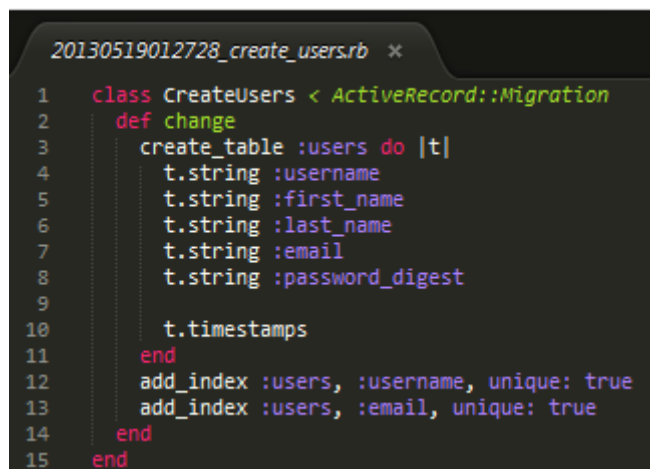 20130519012728_create_users.rb ×
1 class CreateUsers < ActiveRecord::Migration
2   def change
3     create_table :users do |t|
4       t.string :username
5       t.string :first_name
6       t.string :last_name
7       t.string :email
8       t.string :password_digest
9
10       t.timestamps
11     end
12     add_index :users, :username, unique: true
13     add_index :users, :email, unique: true
14   end
15 end